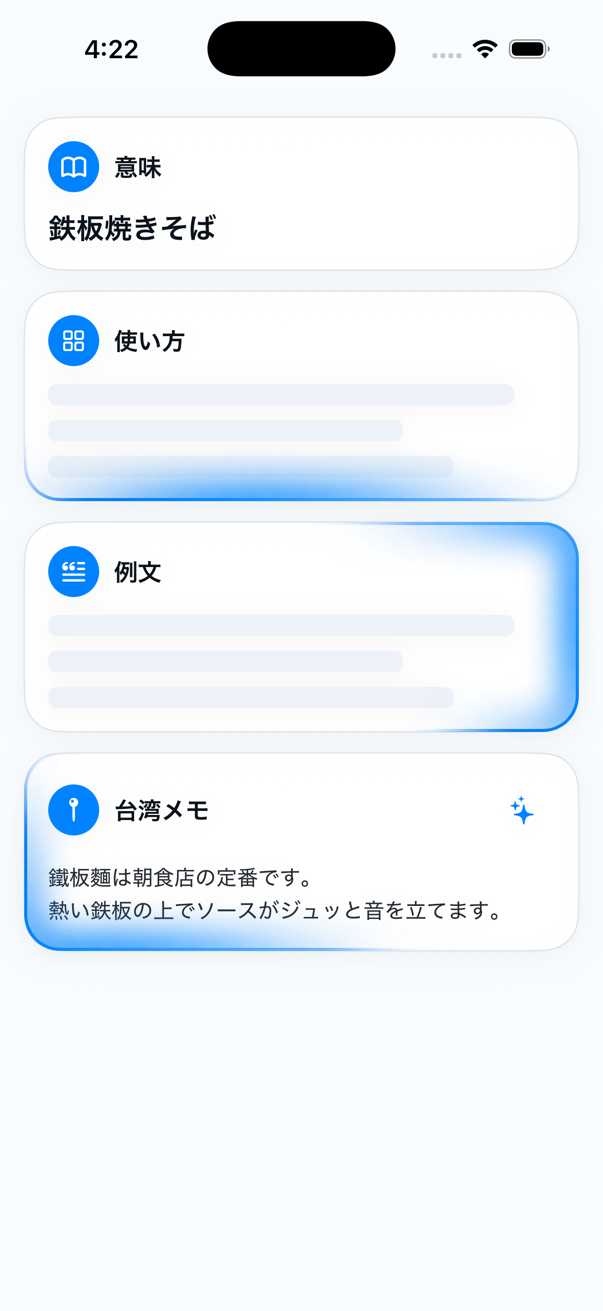 4:22
意味
鉄板焼きそば
使い方
例文
台湾メモ
鐵板麵は朝食店の定番です。
熱い鉄板の上でソースがジュッと音を立てます。